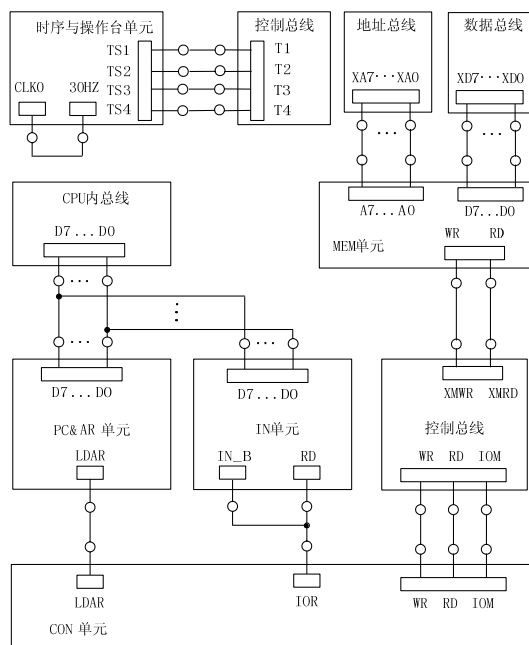 时序与操作台单元
控制总线
地址总线
数据总线
TS1
T1
XA7···XA0
XD7···XD0
TS2
T2
CLK0
30HZ
TS3
T3
TS4
T4
···
···
CPU内总线
A7...A0
D7...D0
WR
RD
MEM单元
D7...D0
···
⋮
···
···
D7...D0
D7...D0
XMWR
XMRD
PC&AR 单元
IN单元
控制总线
LDAR
IN_B
RD
WR
RD
IOM
LDAR
IOR
WR
RD
IOM
CON 单元